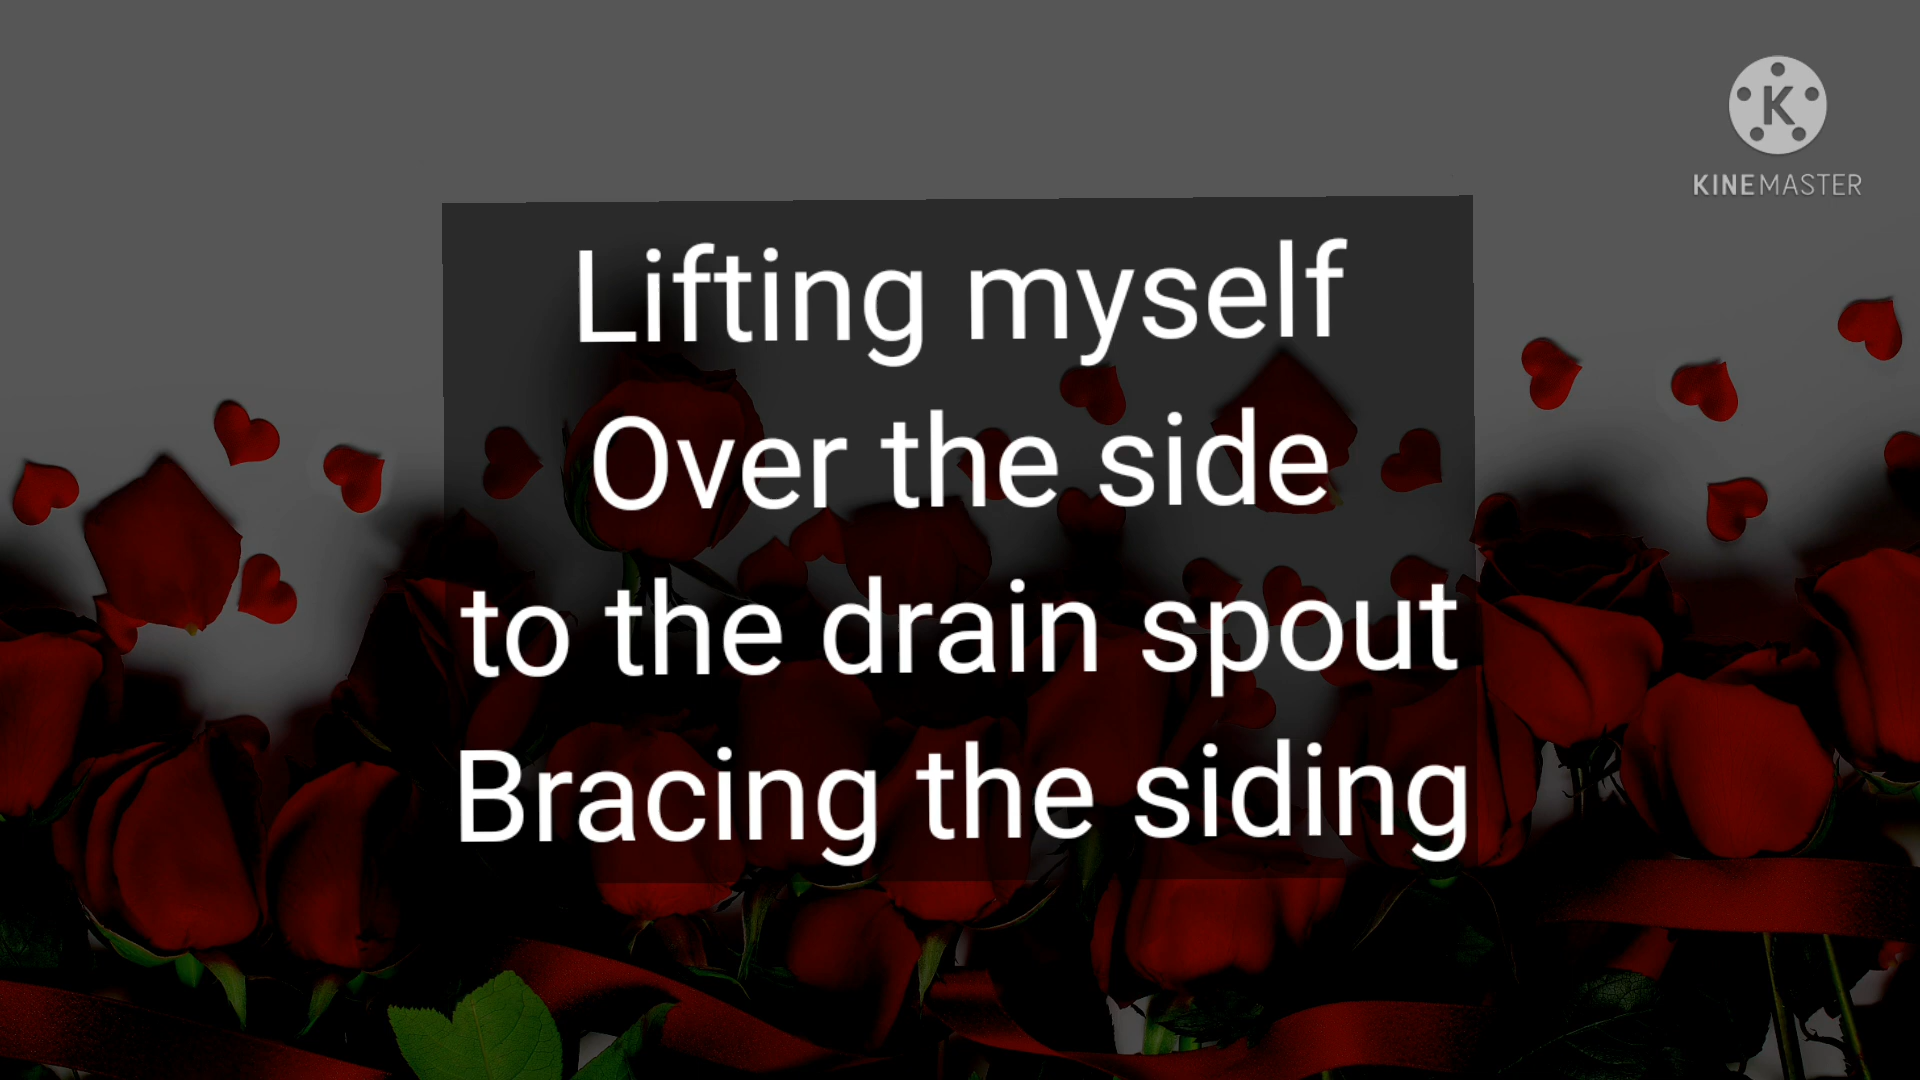 K
KINEMASTER
Lifting myself
Over the side
to the drain spout
Bracing the siding